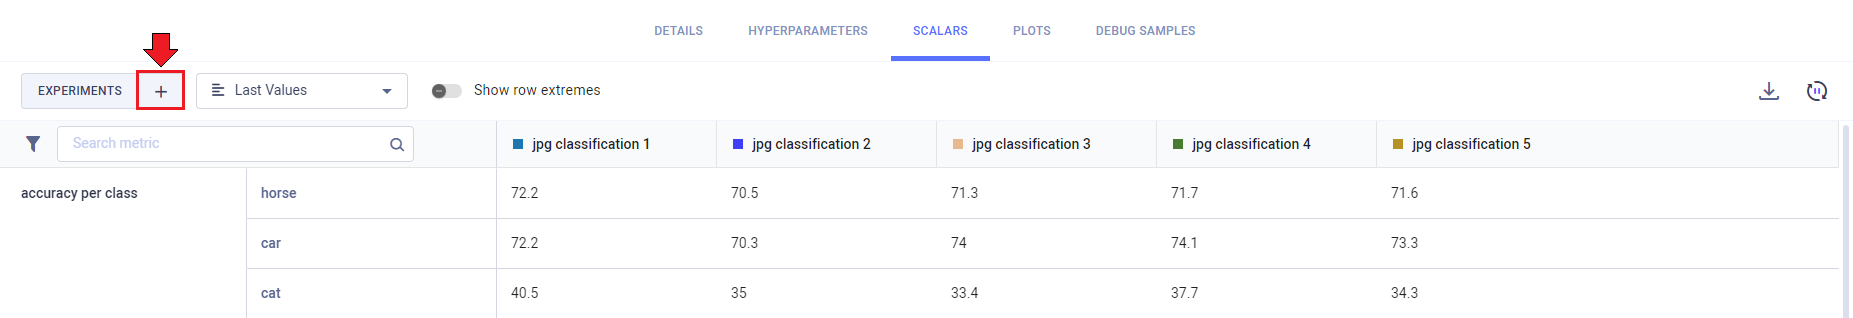 DETAILS HYPERPARAMETERS SCALARS PLOTS DEBUG SAMPLES
EXPERIMENTS + Last Values Show row extremes
Search metric jpg classification 1 jpg classification 2 jpg classification 3 jpg classification 4 jpg classification 5
accuracy per class horse 72.2 70.5 71.3 71.7 71.6
car 72.2 70.3 74 74.1 73.3
cat 40.5 35 33.4 37.7 34.3